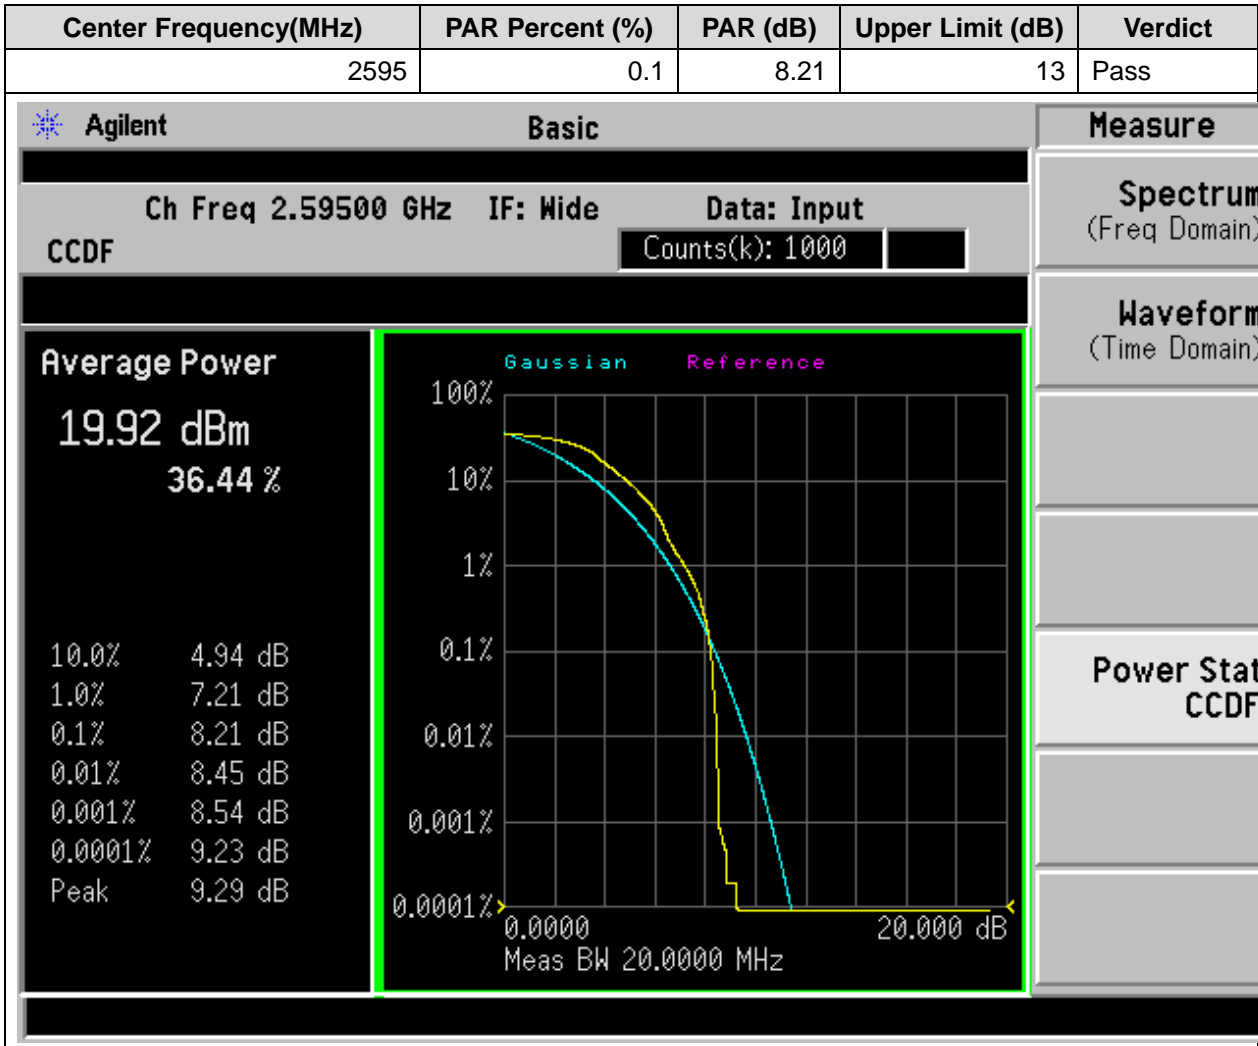 Center Frequency(MHz) PAR Percent (%) PAR (dB) Upper Limit (dB) Verdict
2595 0.1 8.21 13 Pass
Agilent Basic Measure
Ch Freq 2.59500 GHz IF: Wide Data: Input
CCDF Counts(k): 1000
Spectrum
(Freq Domain)
Waveform
(Time Domain)
Power Stat
CCDF
Average Power
19.92 dBm
36.44 %
10.0% 4.94 dB
1.0% 7.21 dB
0.1% 8.21 dB
0.01% 8.45 dB
0.001% 8.54 dB
0.0001% 9.23 dB
Peak 9.29 dB
Gaussian Reference
100%
10%
1%
0.1%
0.01%
0.001%
0.0001%
0.0000 20.000 dB
Meas BW 20.0000 MHz